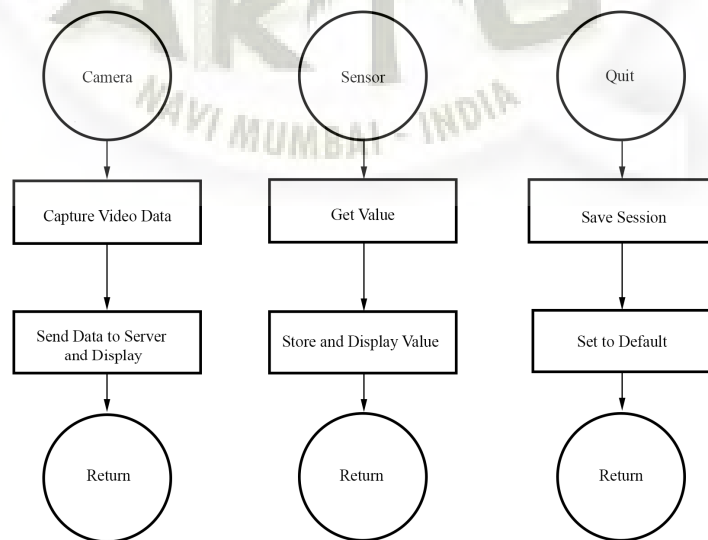 Camera
Sensor
Quit
NAVI MUMBAI - INDIA
Capture Video Data
Get Value
Save Session
Send Data to Server
and Display
Store and Display Value
Set to Default
Return
Return
Return